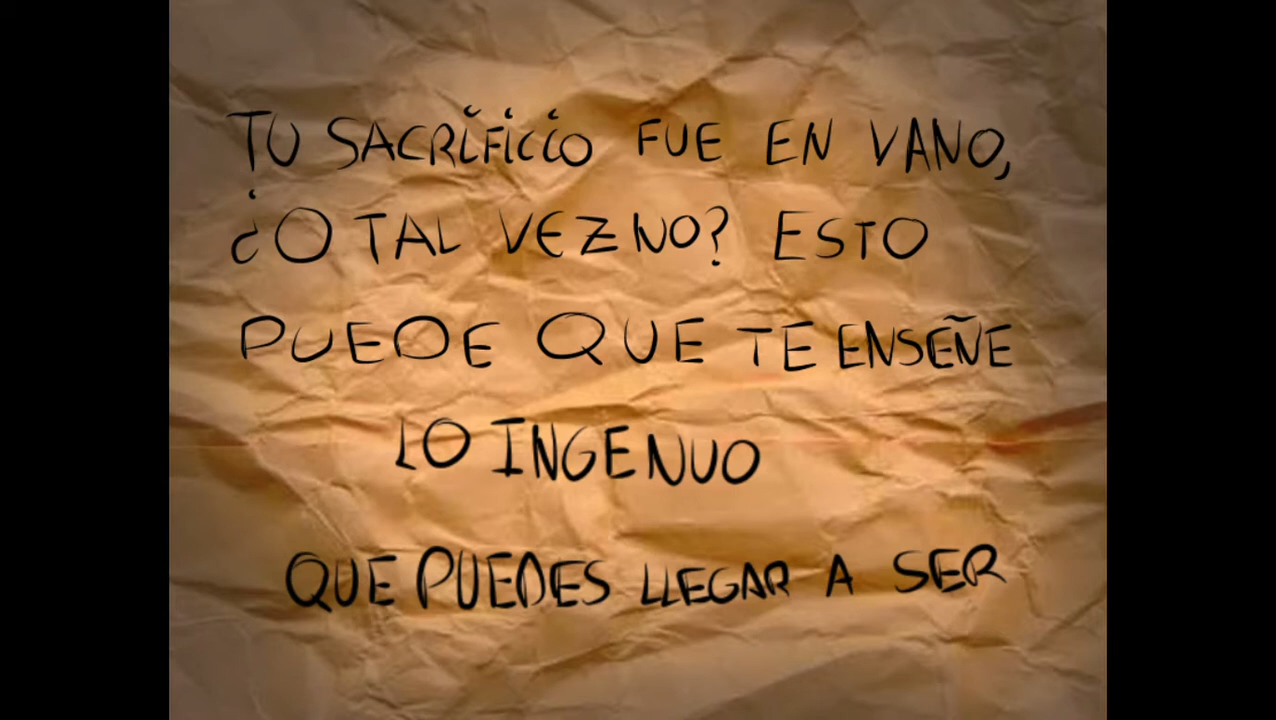 TU SACRIFICIO FUE EN VANO,
¿O TAL VEZ NO? ESTO
PUEDE QUE TE ENSEÑE
LO INGENUO
QUE PUEDES LLEGAR A SER